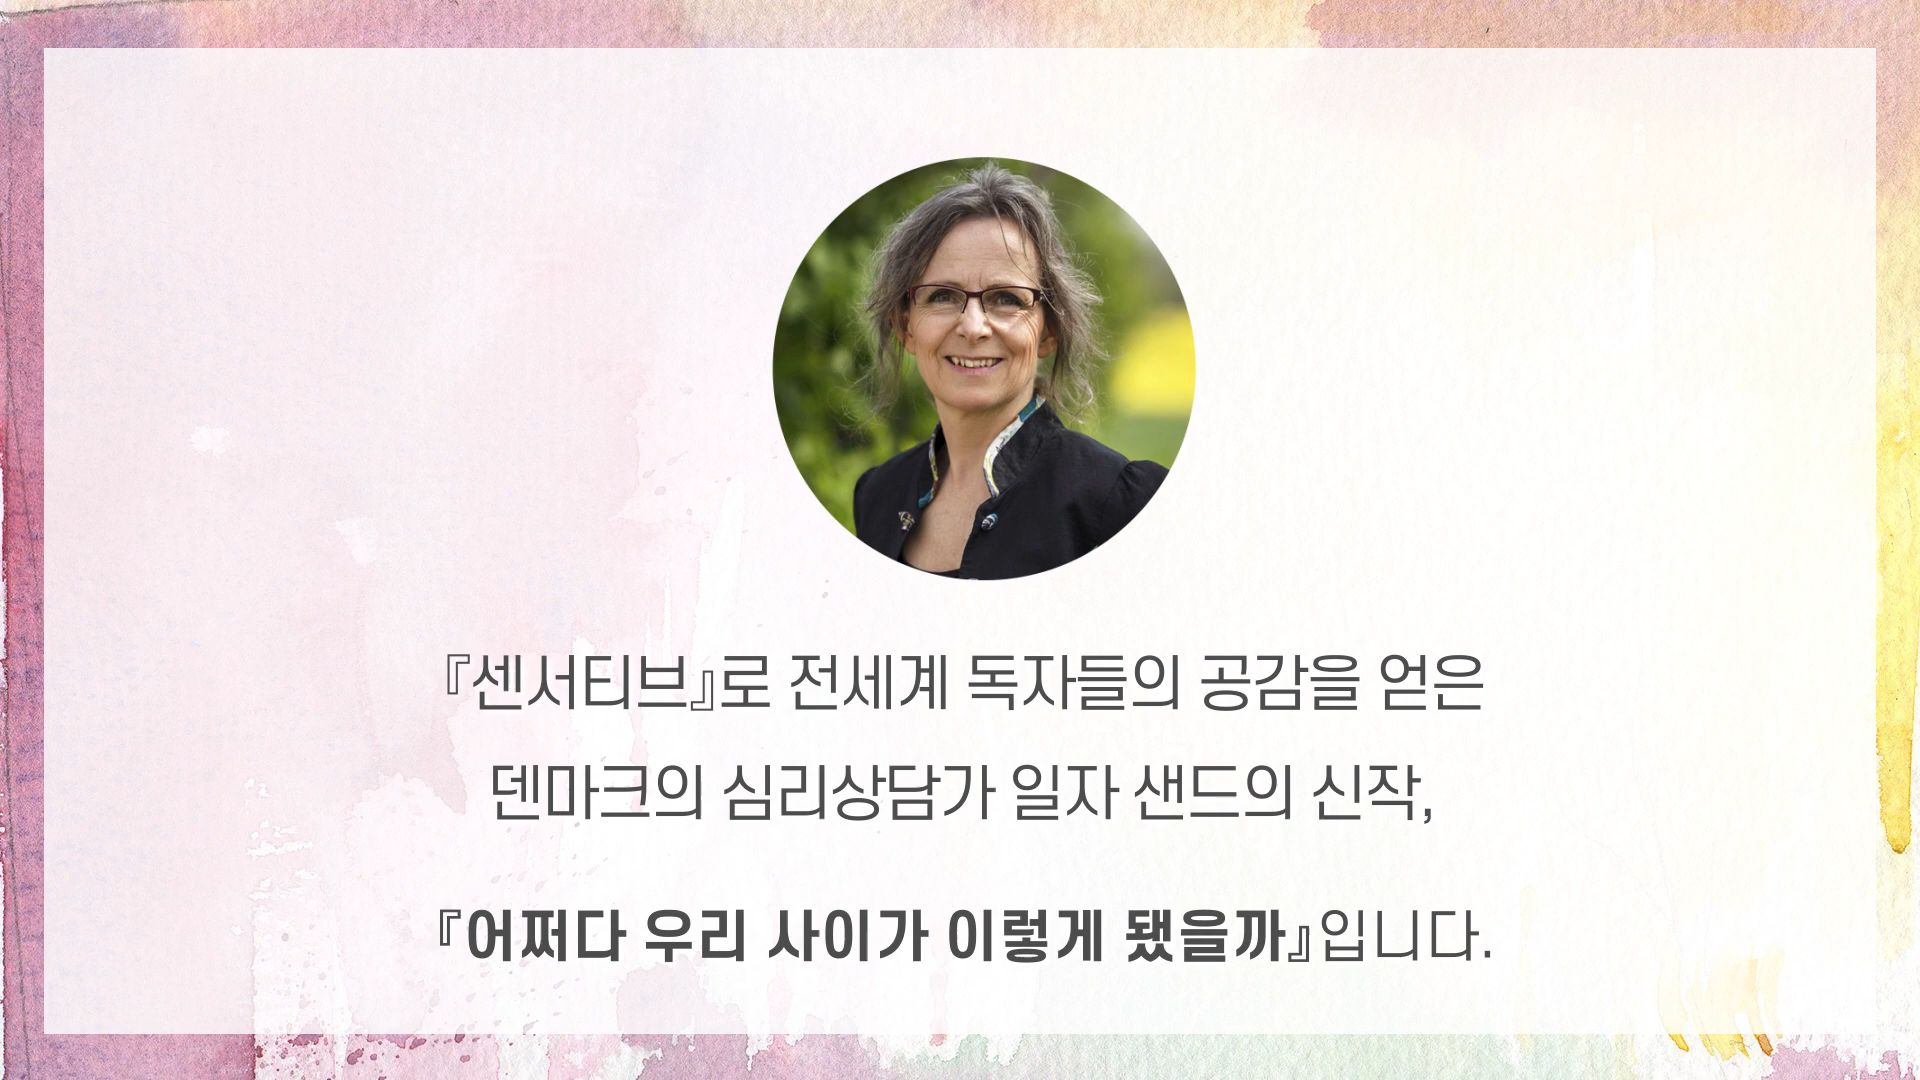 『센서티브』로 전세계 독자들의 공감을 얻은
덴마크의 심리상담가 일자 샌드의 신작,
『어쩌다 우리 사이가 이렇게 됐을까』입니다.